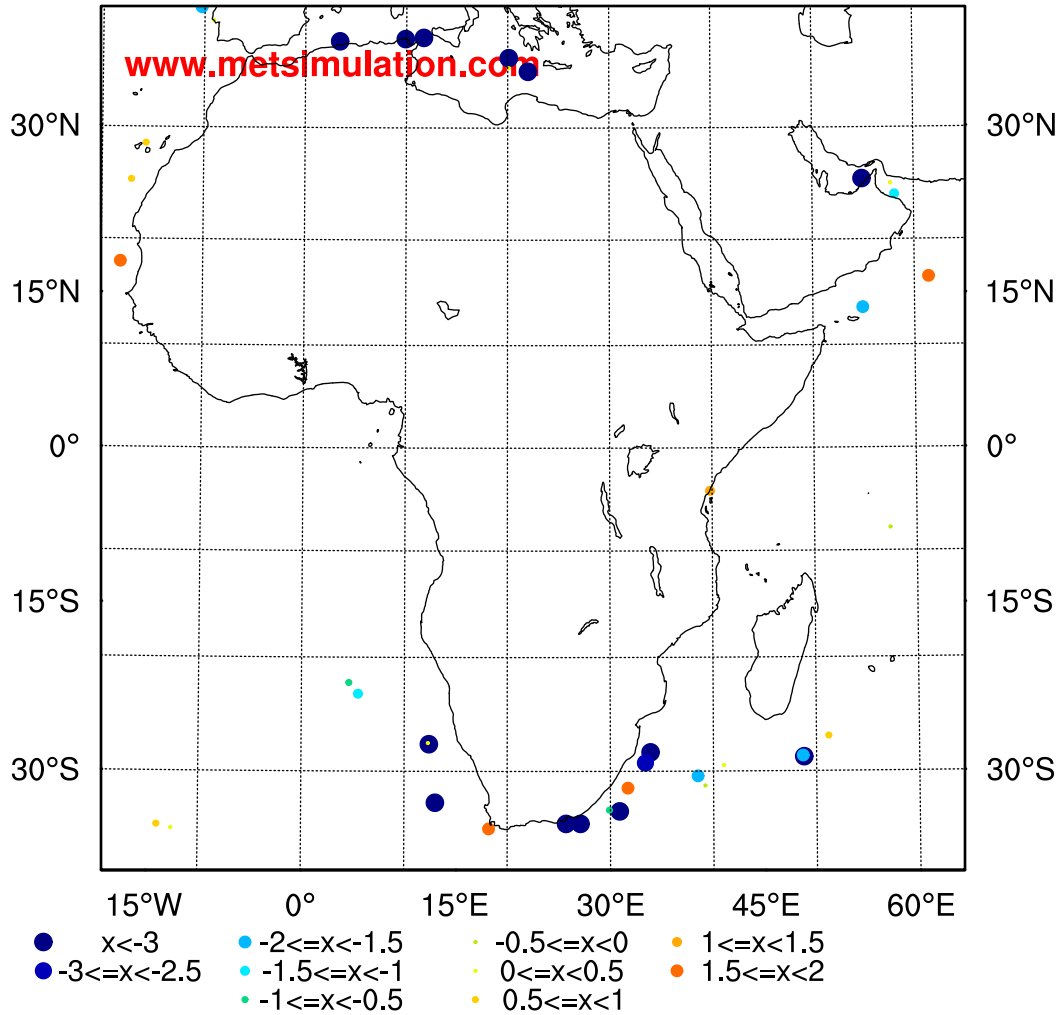 www.metsimulation.com
30°N 30°N
15°N 15°N
0° 0°
15°S 15°S
30°S 30°S
15°W 0° 15°E 30°E 45°E 60°E
x<-3 -2<=x<-1.5 -0.5<=x<0 1<=x<1.5
-3<=x<-2.5 -1.5<=x<-1 0<=x<0.5 1.5<=x<2
-1<=x<-0.5 0.5<=x<1